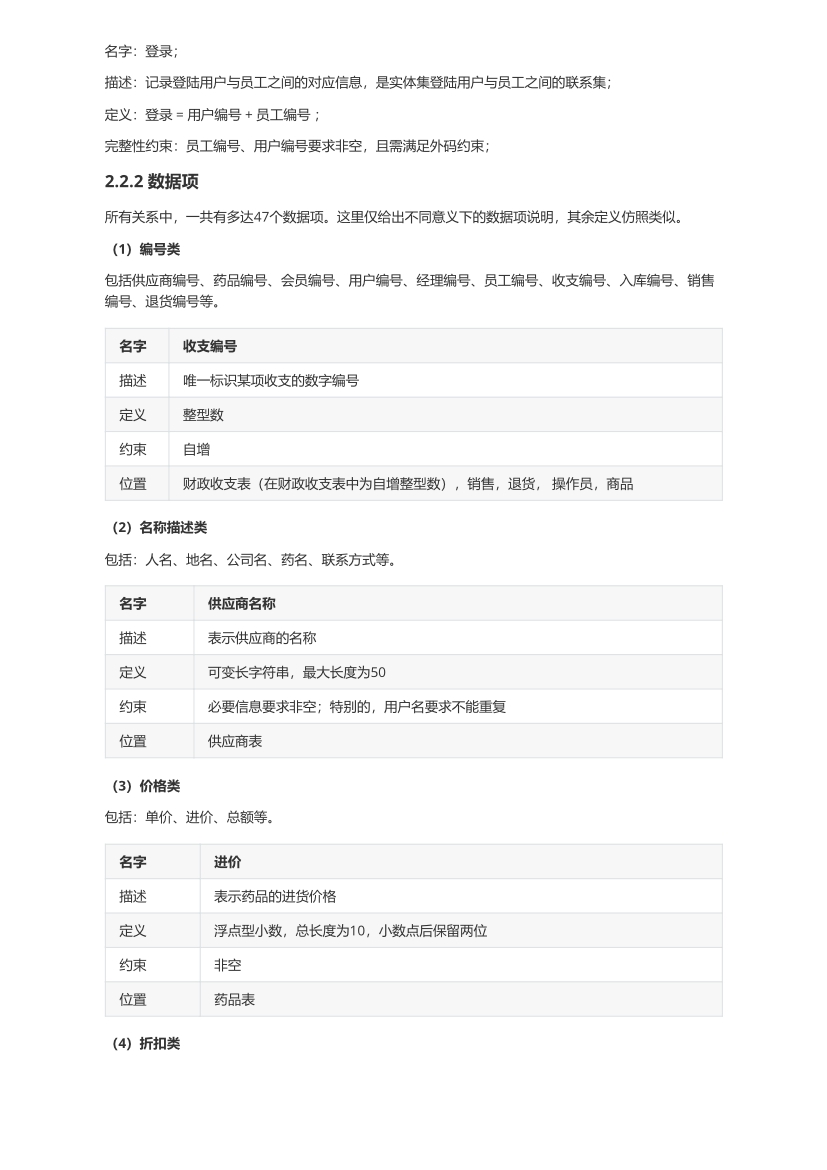 名字：登录；
描述：记录登陆用户与员工之间的对应信息，是实体集登陆用户与员工之间的联系集；
定义：登录 = 用户编号 + 员工编号 ；
完整性约束：员工编号、用户编号要求非空，且需满足外码约束；
2.2.2 数据项
所有关系中，一共有多达47个数据项。这里仅给出不同意义下的数据项说明，其余定义仿照类似。
（1）编号类
包括供应商编号、药品编号、会员编号、用户编号、经理编号、员工编号、收支编号、入库编号、销售
编号、退货编号等。
名字 收支编号
描述 唯一标识某项收支的数字编号
定义 整型数
约束 自增
位置 财政收支表（在财政收支表中为自增整型数），销售，退货， 操作员，商品
（2）名称描述类
包括：人名、地名、公司名、药名、联系方式等。
名字 供应商名称
描述 表示供应商的名称
定义 可变长字符串，最大长度为50
约束 必要信息要求非空；特别的，用户名要求不能重复
位置 供应商表
（3）价格类
包括：单价、进价、总额等。
名字 进价
描述 表示药品的进货价格
定义 浮点型小数，总长度为10，小数点后保留两位
约束 非空
位置 药品表
（4）折扣类